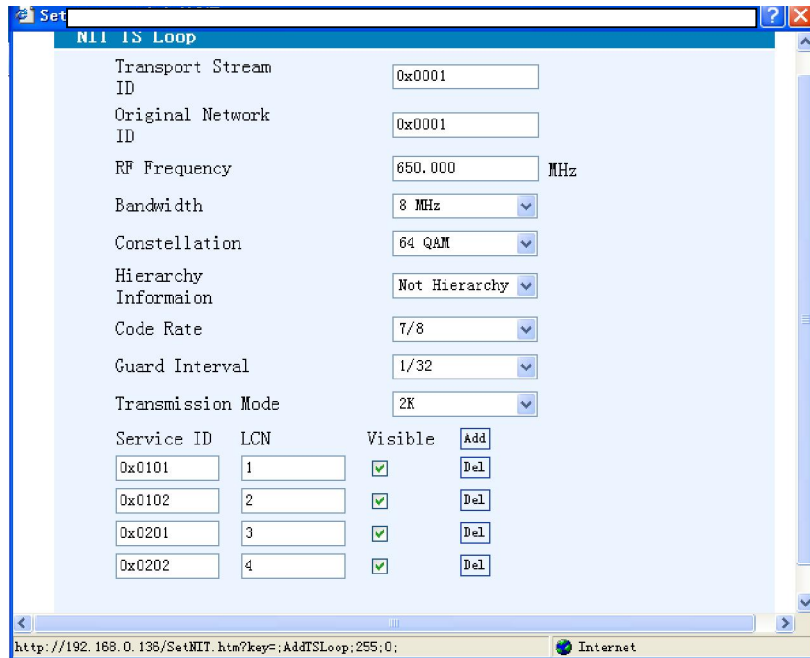 Set
NIT TS Loop
Transport Stream
ID
0x0001
Original Network
ID
0x0001
RF Frequency 650.000 MHz
Bandwidth 8 MHz
Constellation 64 QAM
Hierarchy
Informaion
Not Hierarchy
Code Rate 7/8
Guard Interval 1/32
Transmission Mode 2K
Service ID LCN Visible Add
0x0101 1 Del
0x0102 2 Del
0x0201 3 Del
0x0202 4 Del
http://192.168.0.136/SetNIT.htm?key=;AddTSLoop;255;0; Internet